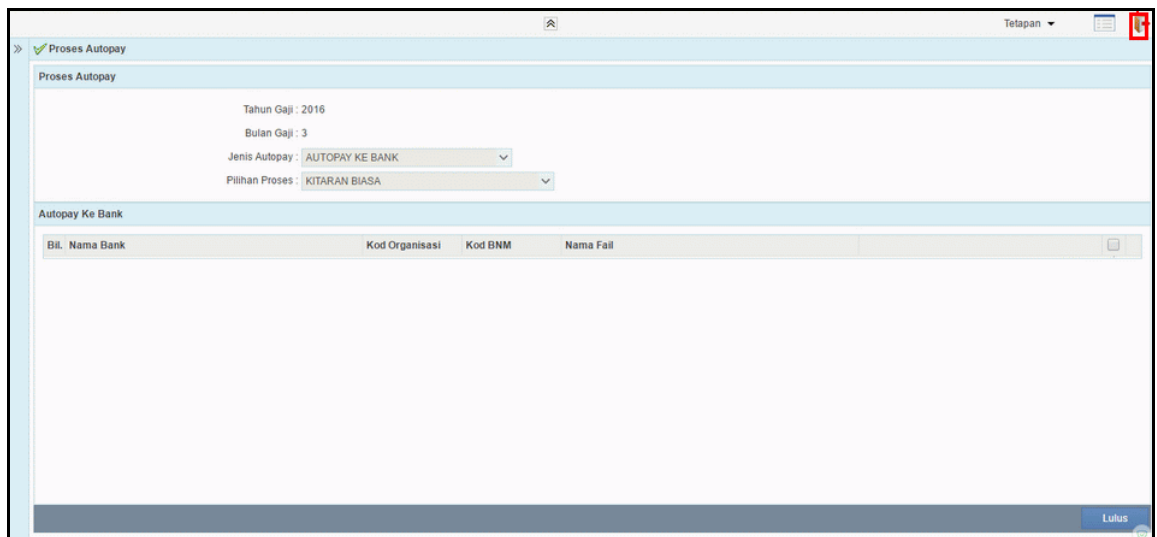 Tetapan
Proses Autopay
Proses Autopay
Tahun Gaji : 2016
Bulan Gaji : 3
Jenis Autopay : AUTOPAY KE BANK
Pilihan Proses : KITARAN BIASA
Autopay Ke Bank
Bil. Nama Bank Kod Organisasi Kod BNM Nama Fail
Lulus